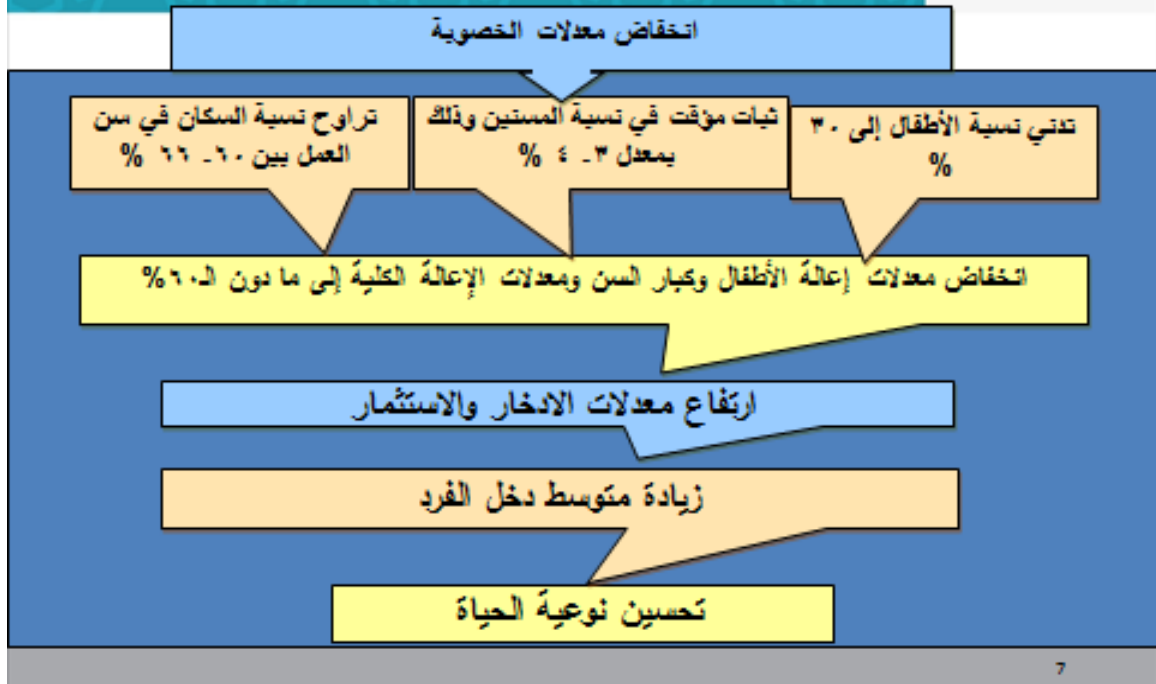 انخفاض معدلات الخصوبة
تدني نسبة الأطفال إلى ٣٠
%
ثبات مؤقت في نسبة المسنين وذلك
بمعدل ٣- ٤ %
تراوح نسبة السكان في سن
العمل بين ٦٠- ٦٦ %
انخفاض معدلات إعالة الأطفال وكبار السن ومعدلات الإعالة الكلية إلى ما دون الـ٦٠%
ارتفاع معدلات الادخار والاستثمار
زيادة متوسط دخل الفرد
تحسين نوعية الحياة
7